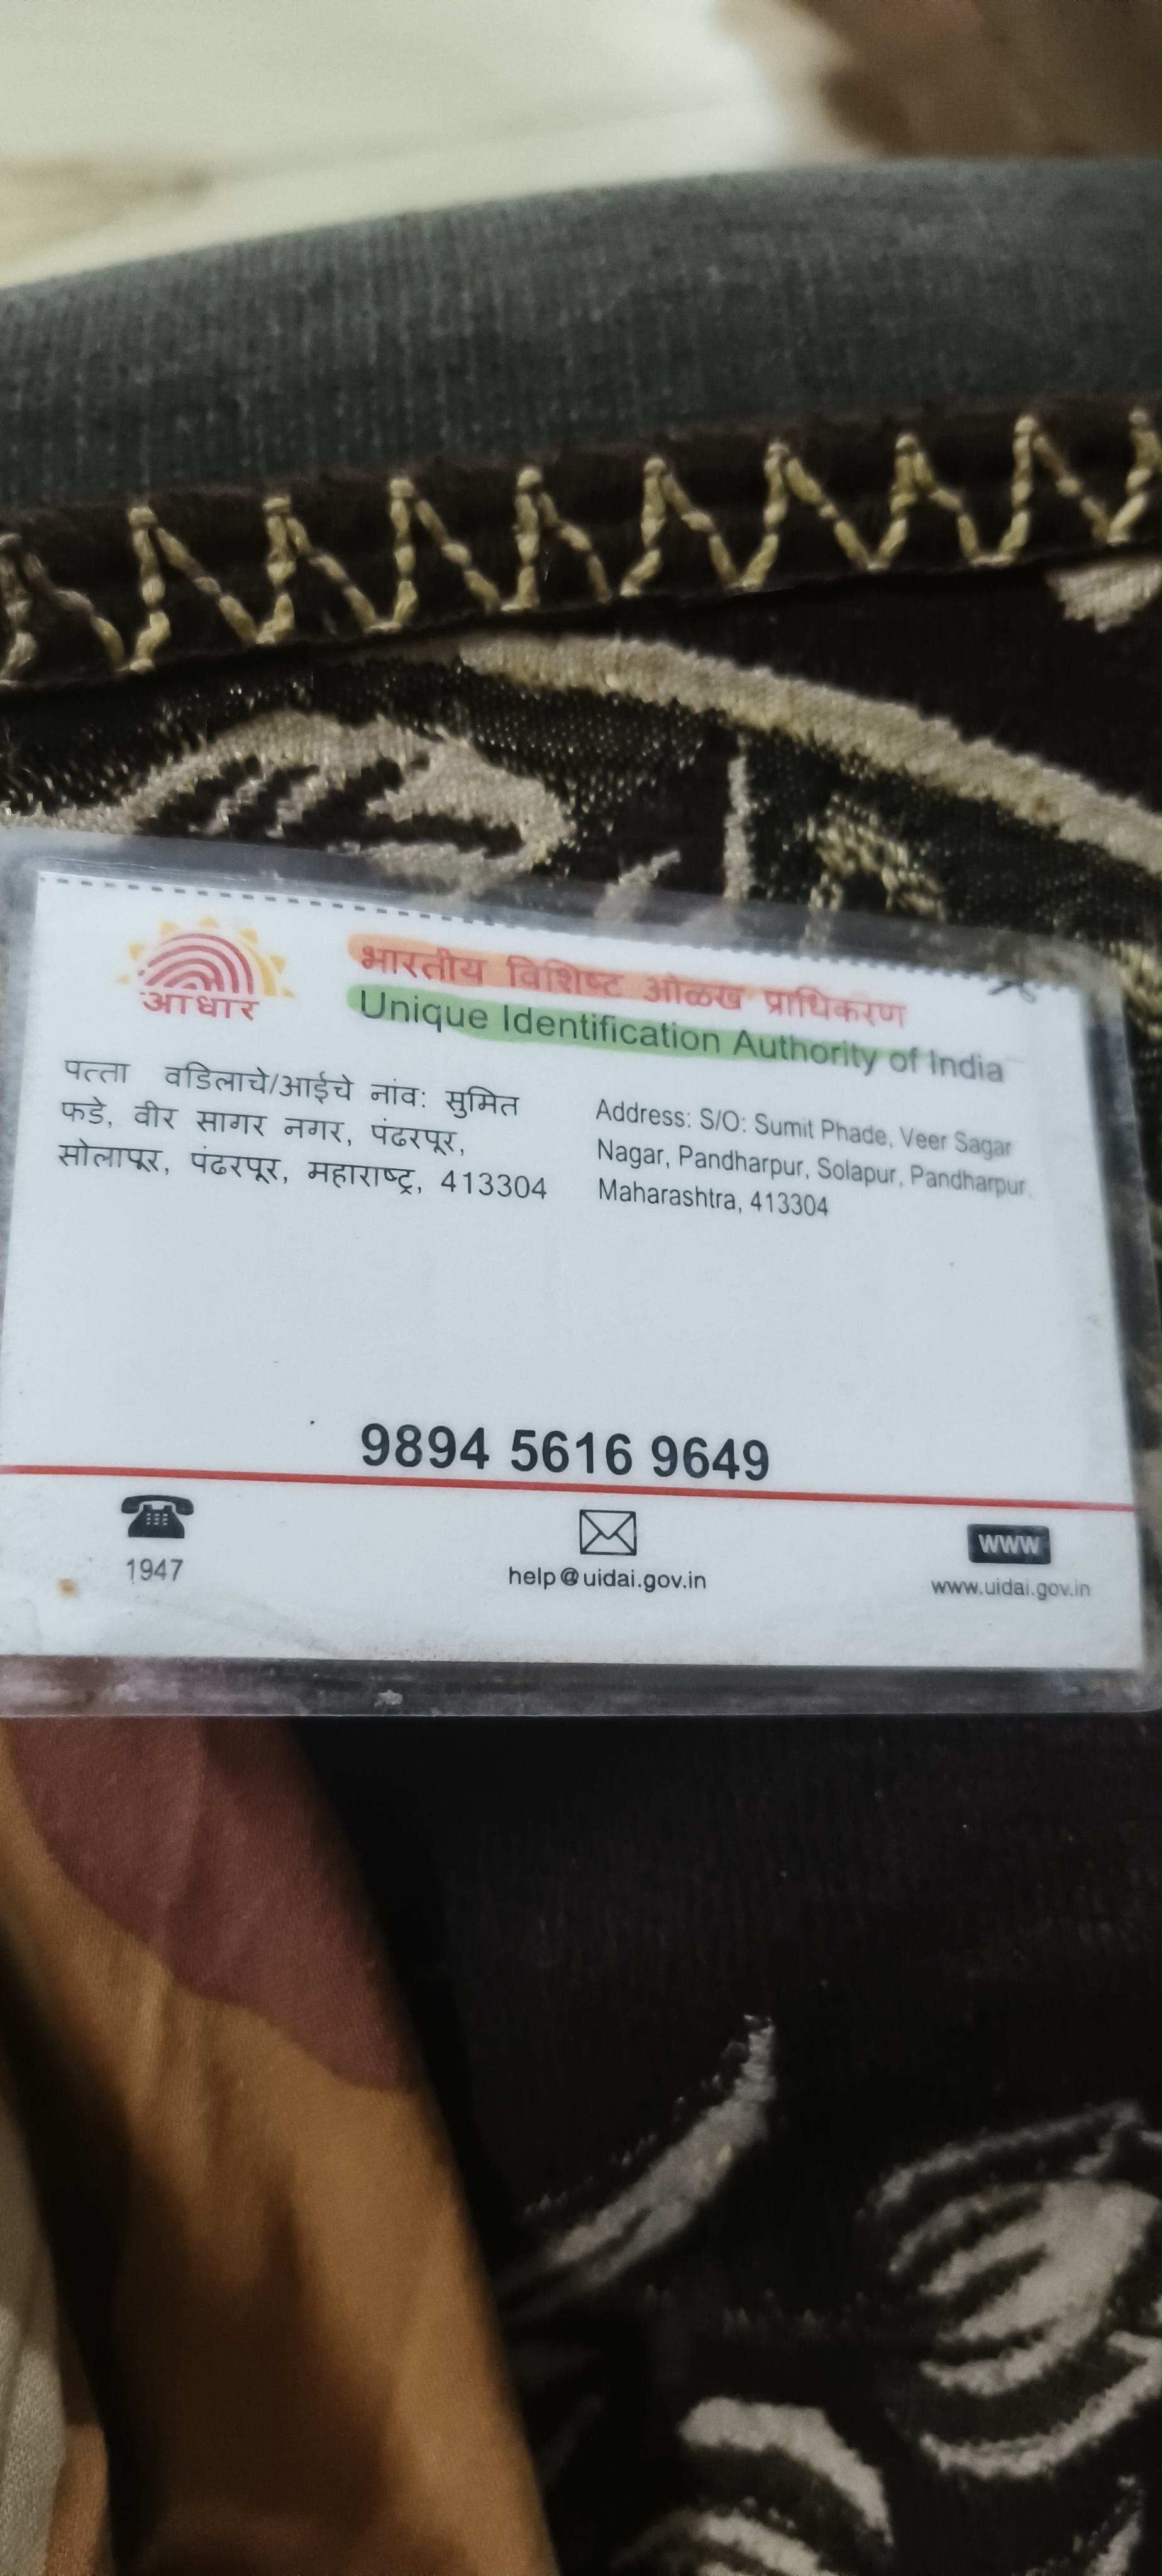 आधार
भारतीय विशिष्ट ओळख प्राधिकरण
Unique Identification Authority of India
पत्ता वडिलाचे/आईचे नांव: सुमित
फडे, वीर सागर नगर, पंढरपूर,
सोलापूर, पंढरपूर, महाराष्ट्र, 413304
Address: S/O: Sumit Phade, Veer Sagar
Nagar, Pandharpur, Solapur, Pandharpur,
Maharashtra, 413304
9894 5616 9649
1947
help@uidai.gov.in
www
www.uidai.gov.in